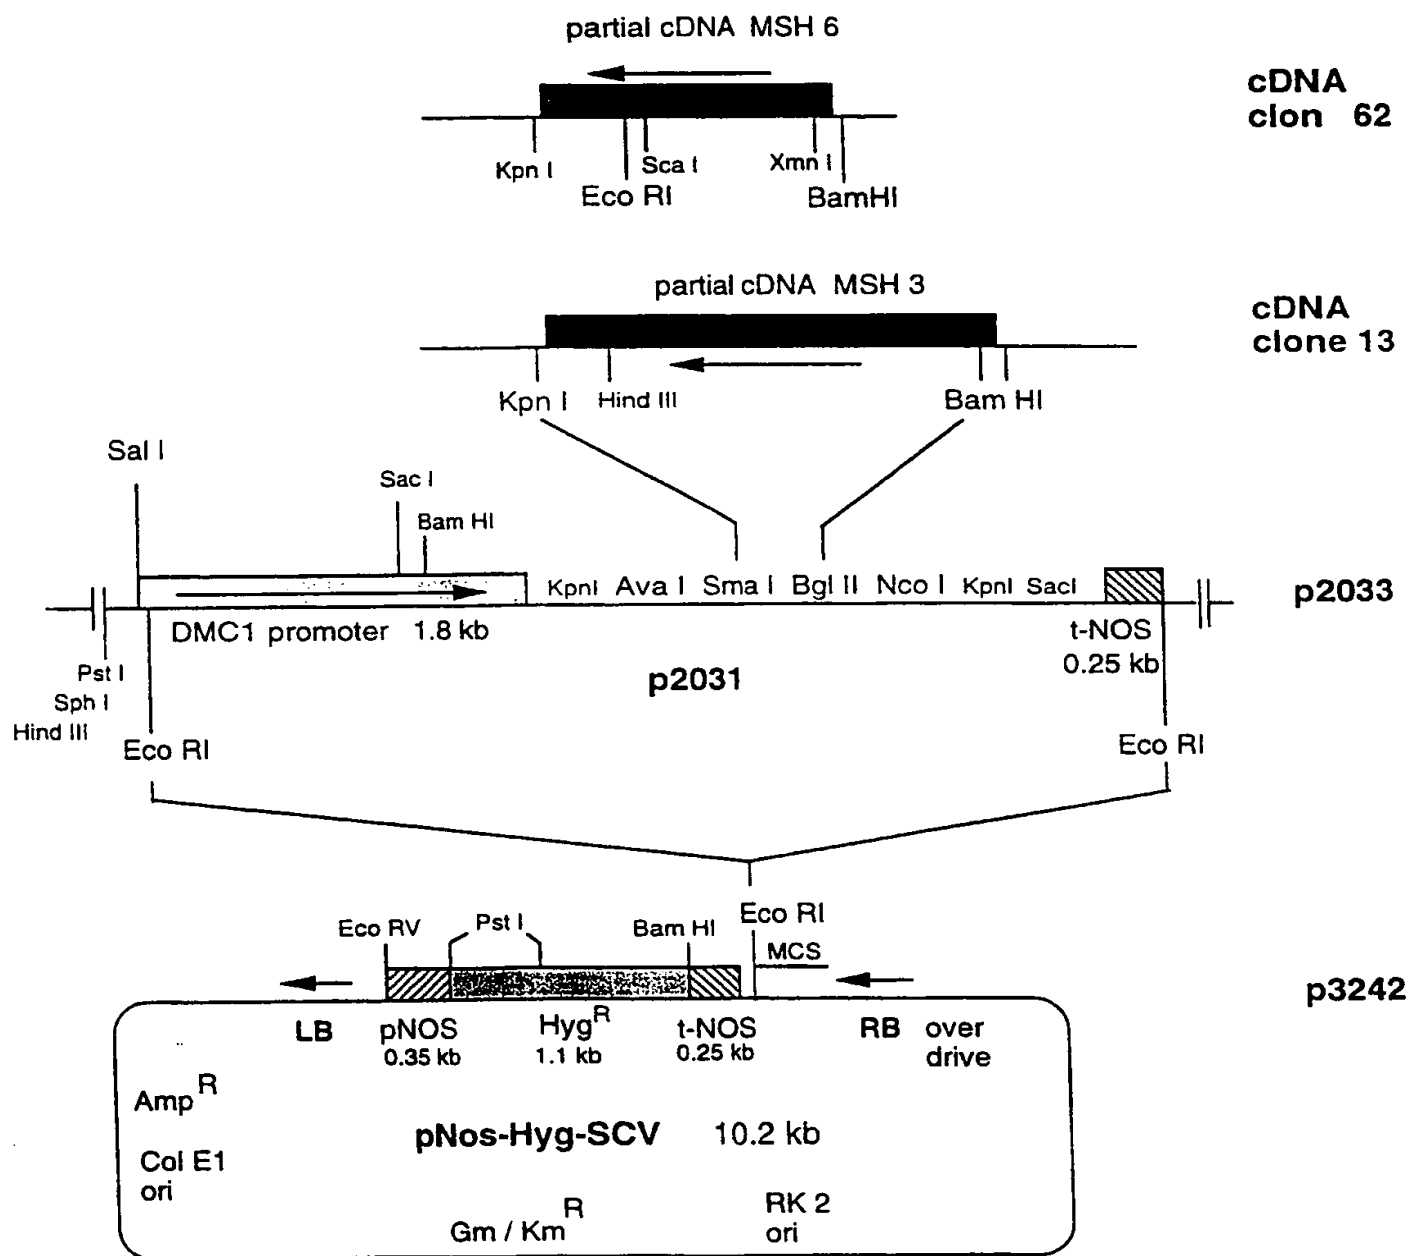 partial cDNA MSH 6
cDNA
clon 62
Kpn I
Sca I
Xmn I
Eco RI
BamHI
partial cDNA MSH 3
cDNA
clone 13
Kpn I
Hind III
Bam HI
Sal I
Sac I
Bam HI
KpnI
Ava I
Sma I
Bgl II
Nco I
KpnI
SacI
p2033
DMC1 promoter 1.8 kb
t-NOS
0.25 kb
p2031
Pst I
Sph I
Hind III
Eco RI
Eco RI
Eco RV
Pst I
Bam HI
Eco RI
MCS
p3242
LB
pNOS
0.35 kb
Hyg R
1.1 kb
t-NOS
0.25 kb
RB
over
drive
Amp R
pNos-Hyg-SCV 10.2 kb
Col E1
ori
Gm / Km R
RK 2
ori